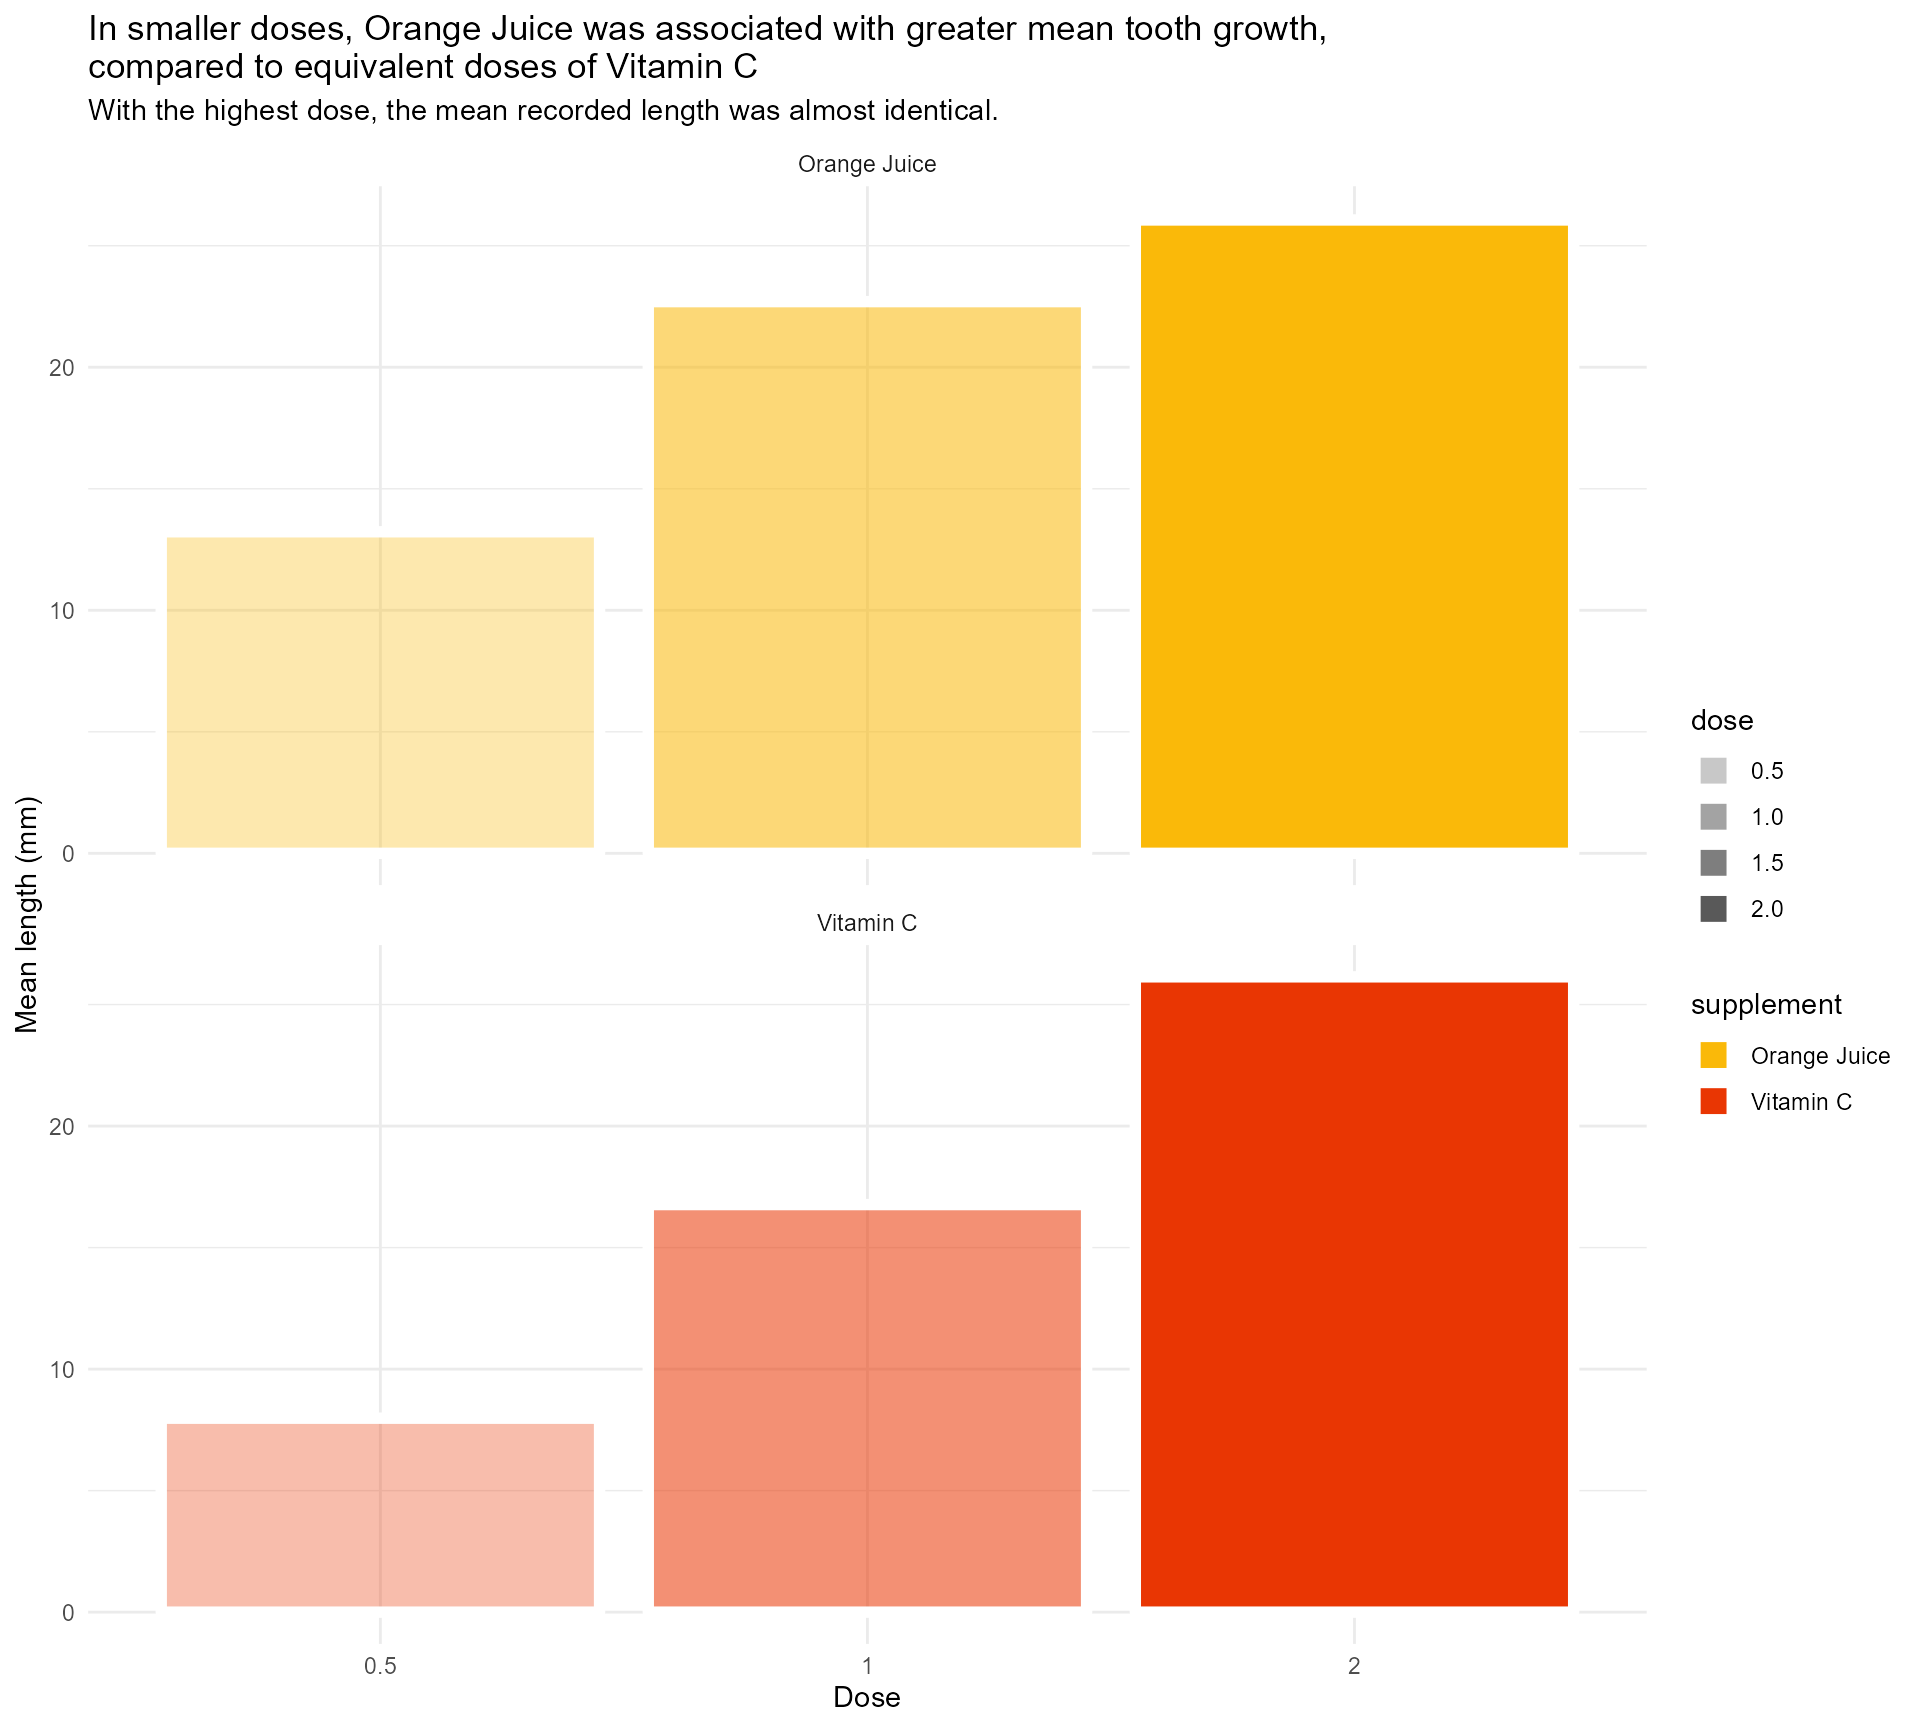 In smaller doses, Orange Juice was associated with greater mean tooth growth,
compared to equivalent doses of Vitamin C
With the highest dose, the mean recorded length was almost identical.
Orange Juice
20
10
0
Vitamin C
20
10
0
0.5
1
2
Dose
Mean length (mm)
dose
0.5
1.0
1.5
2.0
supplement
Orange Juice
Vitamin C